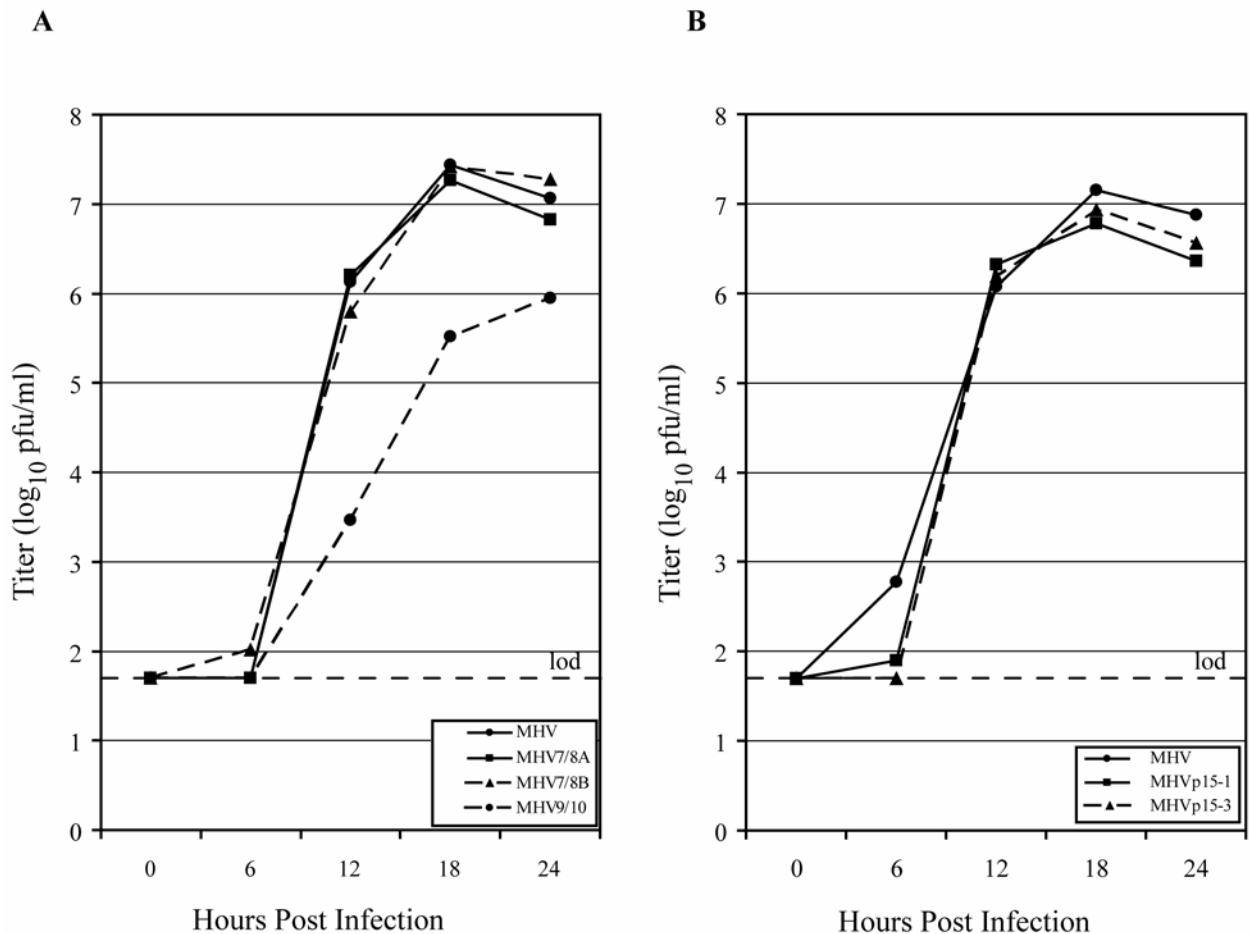 A
8
7
6
5
4
3
2
1
0
Titer (log10 pfu/ml)
lod
MHV
MHV7/8A
MHV7/8B
MHV9/10
0 6 12 18 24
Hours Post Infection
B
8
7
6
5
4
3
2
1
0
Titer (log10 pfu/ml)
lod
MHV
MHVp15-1
MHVp15-3
0 6 12 18 24
Hours Post Infection